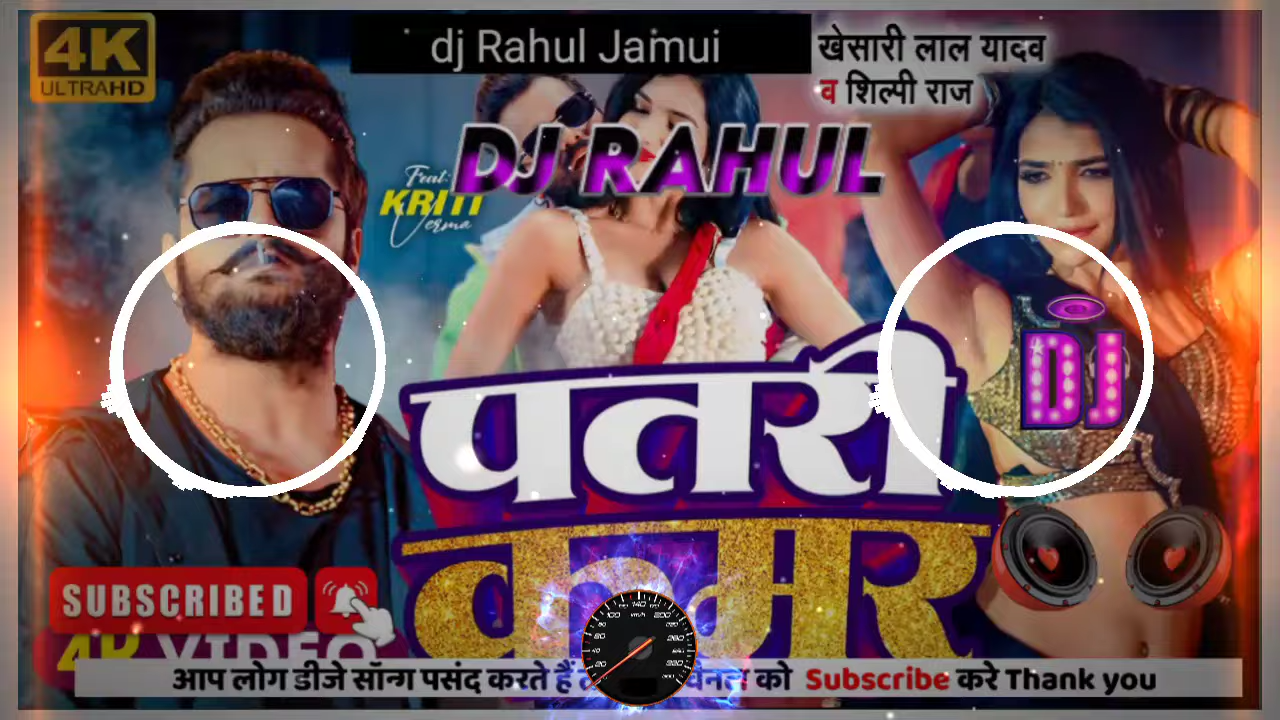 4K
ULTRAHD
dj Rahul Jamui
खेसारी लाल यादव
व शिल्पी राज
DJ RAHUL
Feat:
KRITI
Verma
DJ
पतरी
कमर
SUBSCRIBED
4K VIDEO
आप लोग डीजे सॉन्ग पसंद करते हैं को Subscribe करे Thank you